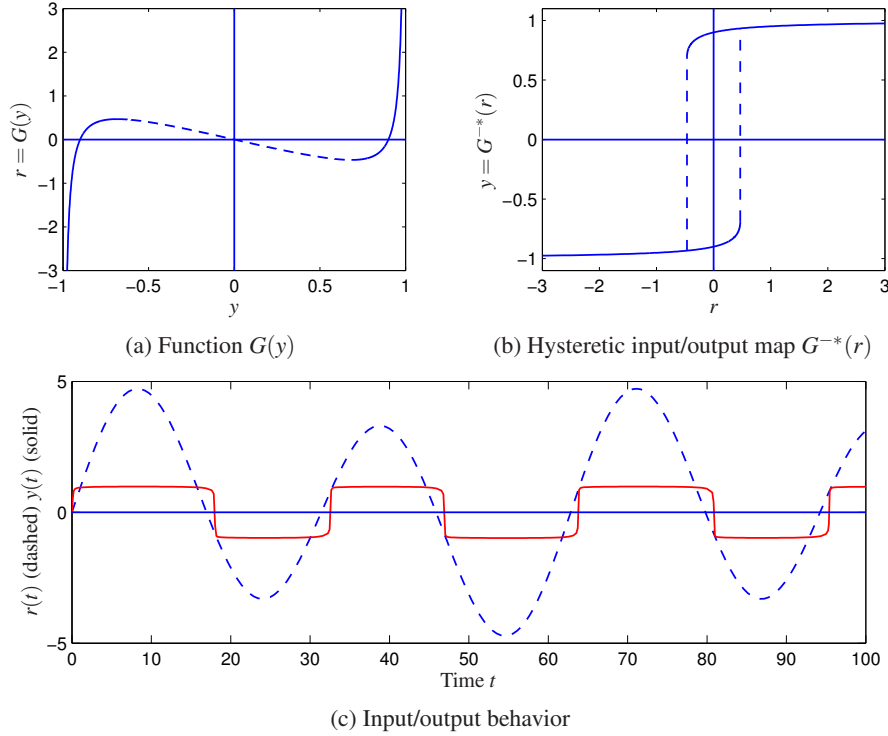 3
2
1
0
−1
−2
−3
−1 −0.5 0 0.5 1
r = G(y)
y
(a) Function G(y)
1
0.5
0
−0.5
−1
−3 −2 −1 0 1 2 3
y = G⁻*(r)
r
(b) Hysteretic input/output map G⁻*(r)
5
0
−5
0 10 20 30 40 50 60 70 80 90 100
r(t) (dashed) y(t) (solid)
Time t
(c) Input/output behavior